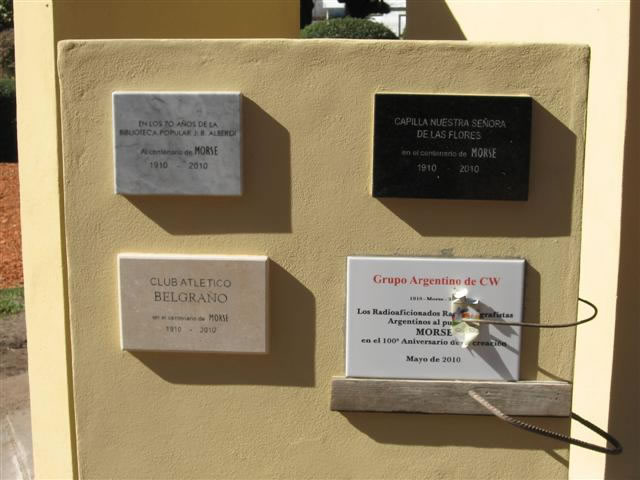 EN LOS 70 AÑOS DE LA
BIBLIOTECA POPULAR J. B. ALBERDI
Al centenario de MORSE
1910 - 2010
CAPILLA NUESTRA SEÑORA
DE LAS FLORES
en el centenario de MORSE
1910 - 2010
CLUB ATLETICO
BELGRANO
en el centenario de MORSE
1910 - 2010
Grupo Argentino de CW
1910 - Morse -
Los Radioaficionados
Argentinos al
MORSE
en el 100º Aniversario
Mayo de 2010